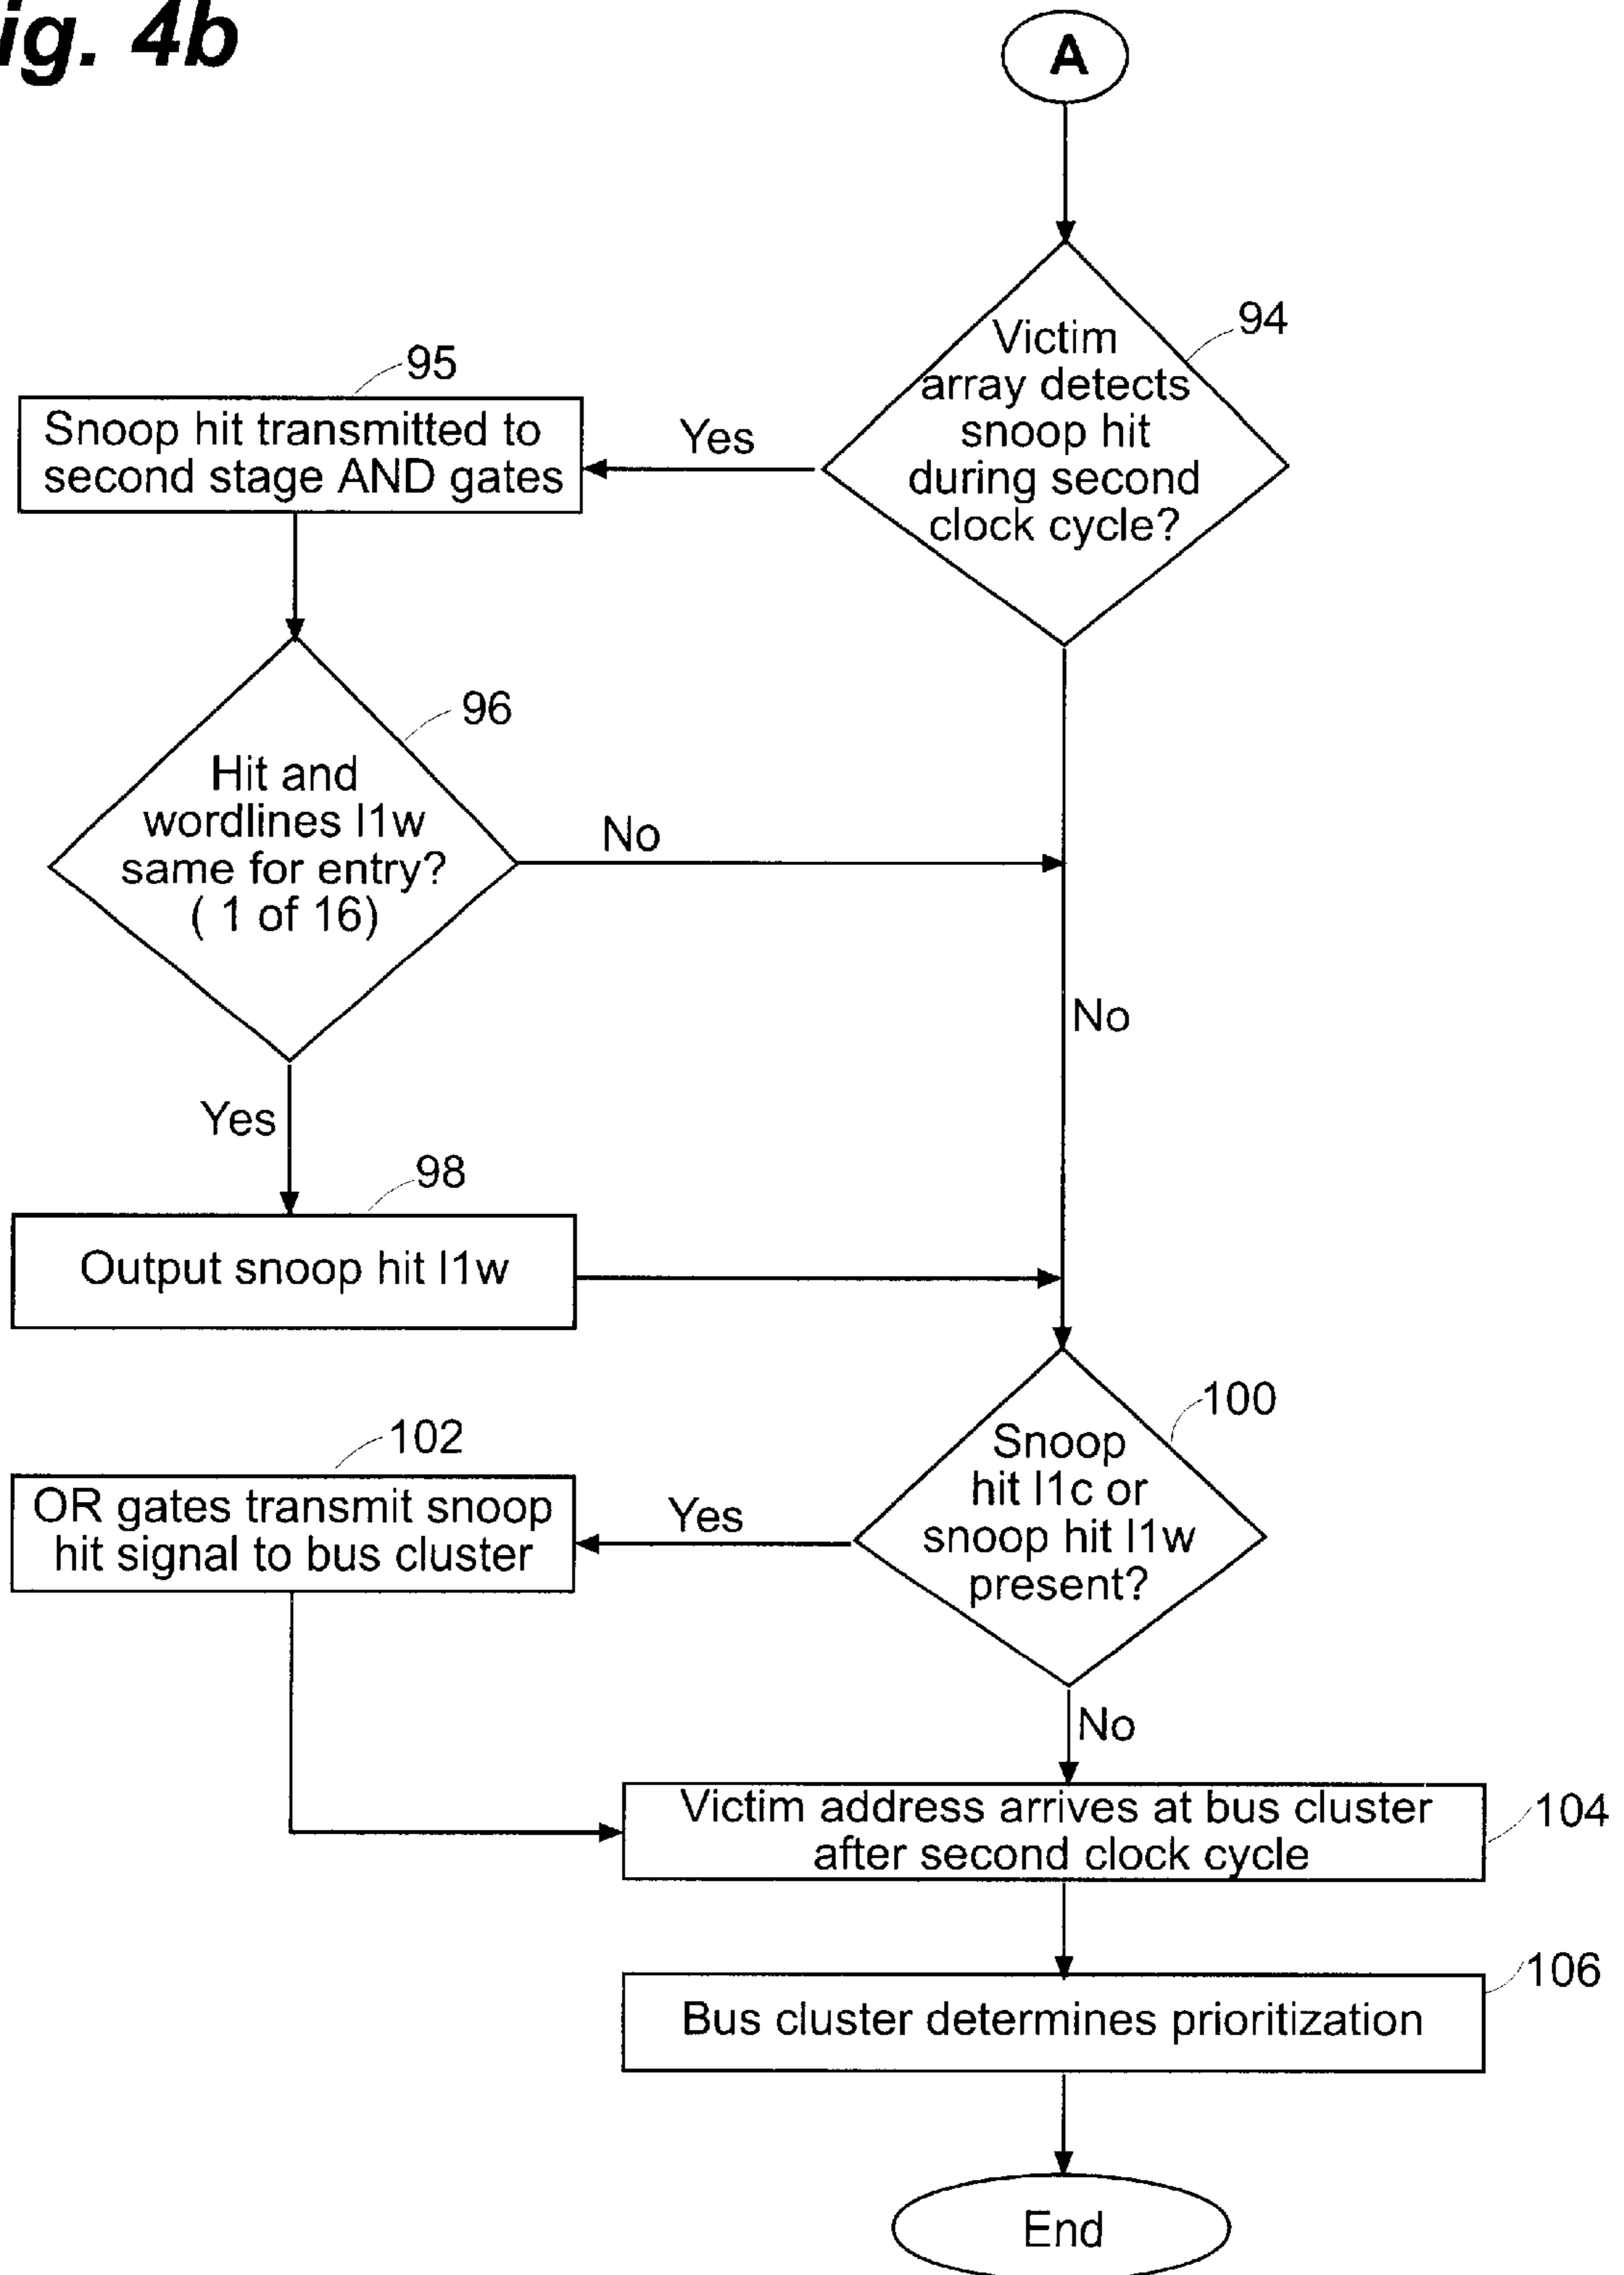 ig. 4b
A
94
Victim
array detects
snoop hit
during second
clock cycle?
Yes
95
Snoop hit transmitted to
second stage AND gates
96
Hit and
wordlines l1w
same for entry?
( 1 of 16)
No
No
Yes
98
Output snoop hit l1w
100
Snoop
hit l1c or
snoop hit l1w
present?
Yes
102
OR gates transmit snoop
hit signal to bus cluster
No
104
Victim address arrives at bus cluster
after second clock cycle
106
Bus cluster determines prioritization
End